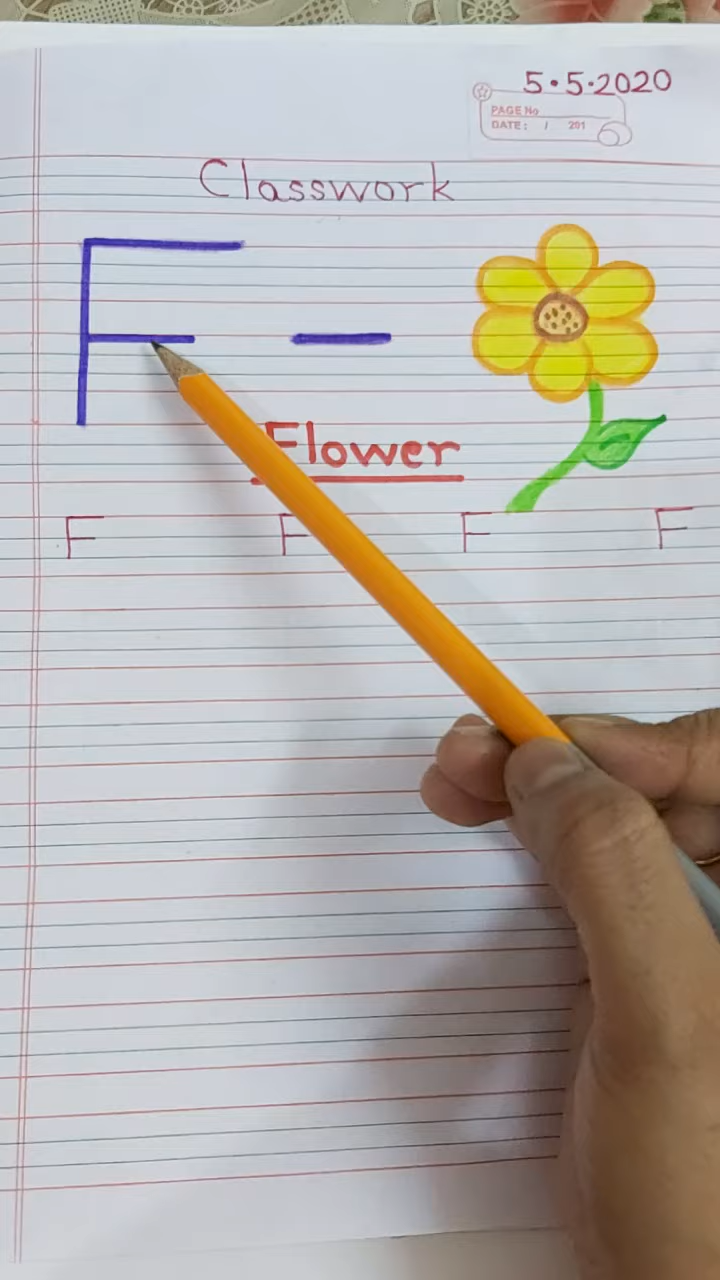 5.5.2020
PAGE No
DATE: / 201
Classwork
F —
Flower
F F F F